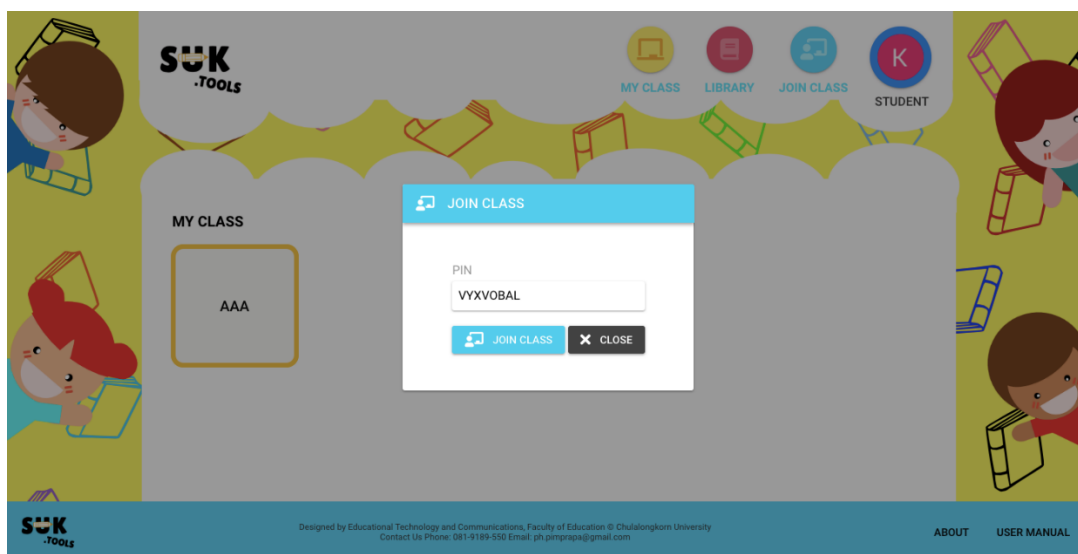 SUK
.TOOLS
MY CLASS
LIBRARY
JOIN CLASS
K
STUDENT
JOIN CLASS
MY CLASS
PIN
VYXVOBAL
AAA
JOIN CLASS
CLOSE
SUK
.TOOLS
Designed by Educational Technology and Communications, Faculty of Education © Chulalongkorn University
Contact Us Phone: 081-9189-550 Email: ph.pimprapa@gmail.com
ABOUT
USER MANUAL